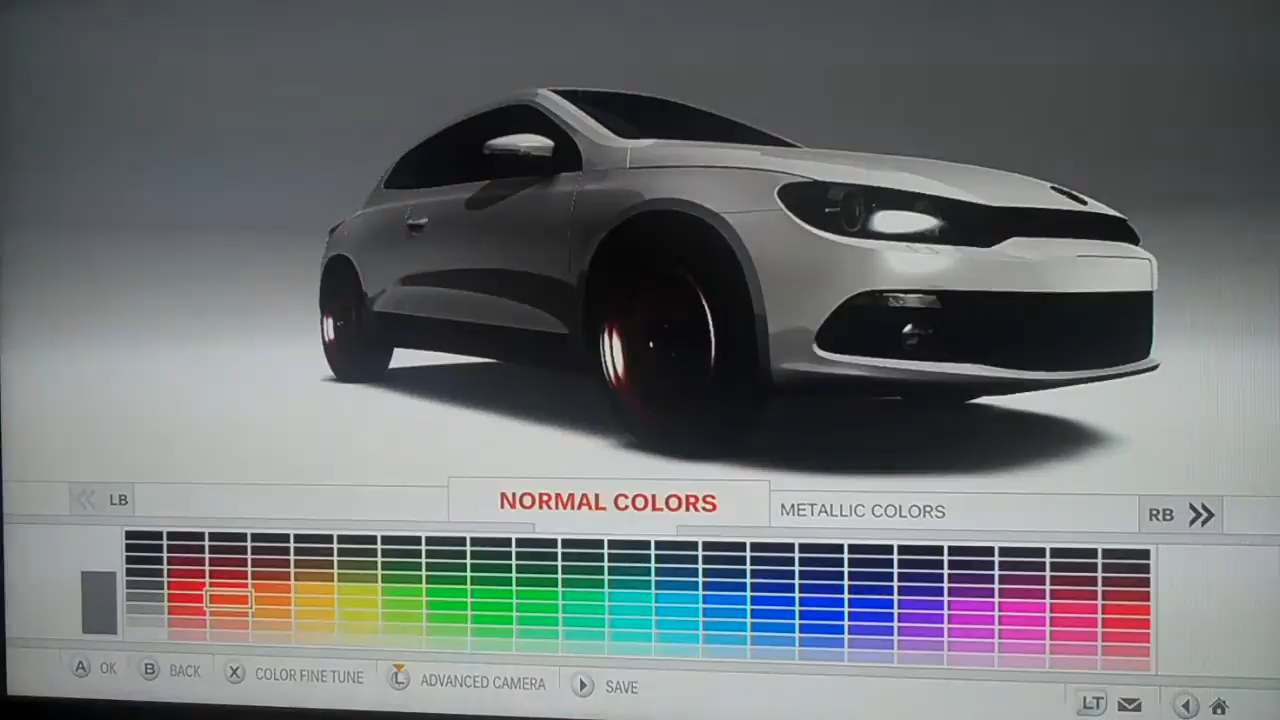 LB
NORMAL COLORS
METALLIC COLORS
RB
A OK
B BACK
X COLOR FINE TUNE
L ADVANCED CAMERA
SAVE
LT